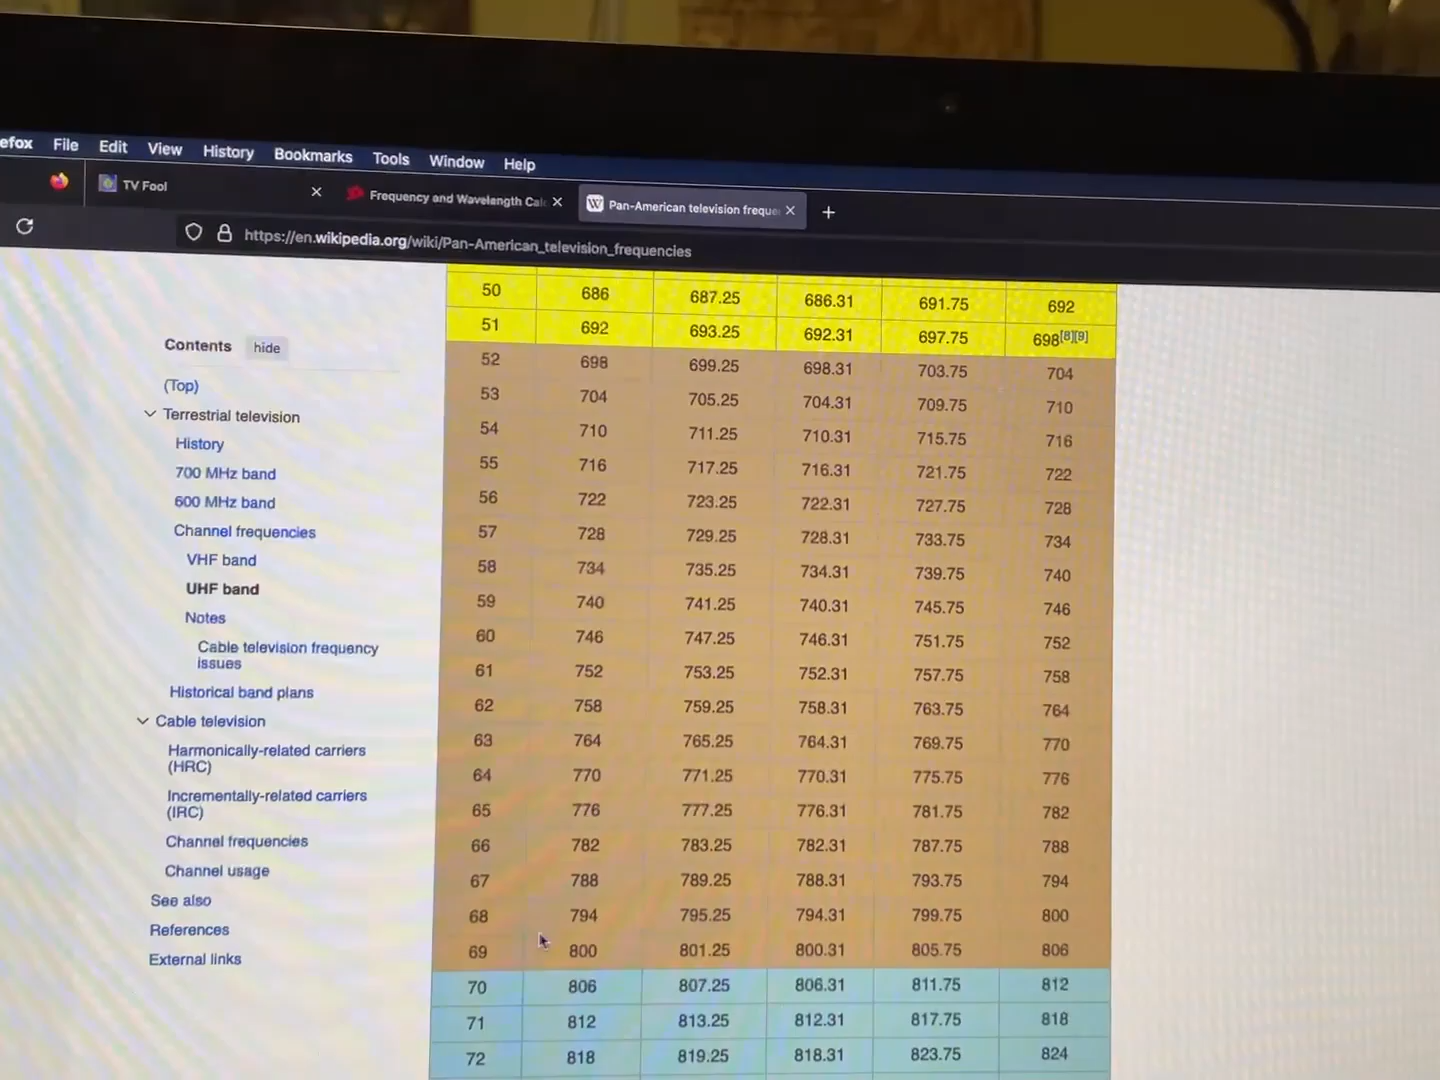 efox File Edit View History Bookmarks Tools Window Help
TV Fool
Frequency and Wavelength Cal
Pan-American television freque
https://en.wikipedia.org/wiki/Pan-American_television_frequencies
Contents hide
(Top)
Terrestrial television
History
700 MHz band
600 MHz band
Channel frequencies
VHF band
UHF band
Notes
Cable television frequency
issues
Historical band plans
Cable television
Harmonically-related carriers
(HRC)
Incrementally-related carriers
(IRC)
Channel frequencies
Channel usage
See also
References
External links
50 686 687.25 686.31 691.75 692
51 692 693.25 692.31 697.75 698[8][9]
52 698 699.25 698.31 703.75 704
53 704 705.25 704.31 709.75 710
54 710 711.25 710.31 715.75 716
55 716 717.25 716.31 721.75 722
56 722 723.25 722.31 727.75 728
57 728 729.25 728.31 733.75 734
58 734 735.25 734.31 739.75 740
59 740 741.25 740.31 745.75 746
60 746 747.25 746.31 751.75 752
61 752 753.25 752.31 757.75 758
62 758 759.25 758.31 763.75 764
63 764 765.25 764.31 769.75 770
64 770 771.25 770.31 775.75 776
65 776 777.25 776.31 781.75 782
66 782 783.25 782.31 787.75 788
67 788 789.25 788.31 793.75 794
68 794 795.25 794.31 799.75 800
69 800 801.25 800.31 805.75 806
70 806 807.25 806.31 811.75 812
71 812 813.25 812.31 817.75 818
72 818 819.25 818.31 823.75 824